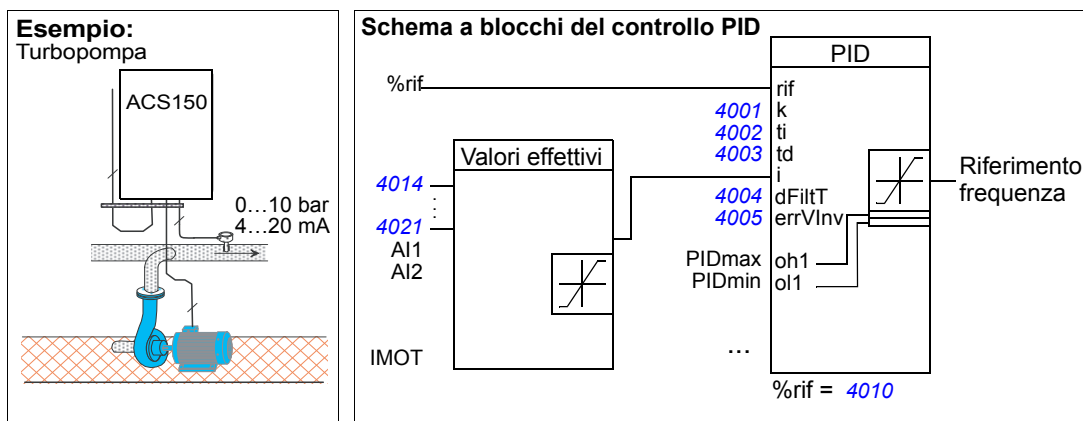 Esempio:
Turbopompa
ACS150
0...10 bar
4...20 mA
Schema a blocchi del controllo PID
PID
%rif
rif
4001 k
4002 ti
4003 td
i
4004 dFiltT
4005 errVInv
PIDmax oh1
PIDmin ol1
...
Valori effettivi
4014
4021
AI1
AI2
IMOT
Riferimento
frequenza
%rif = 4010